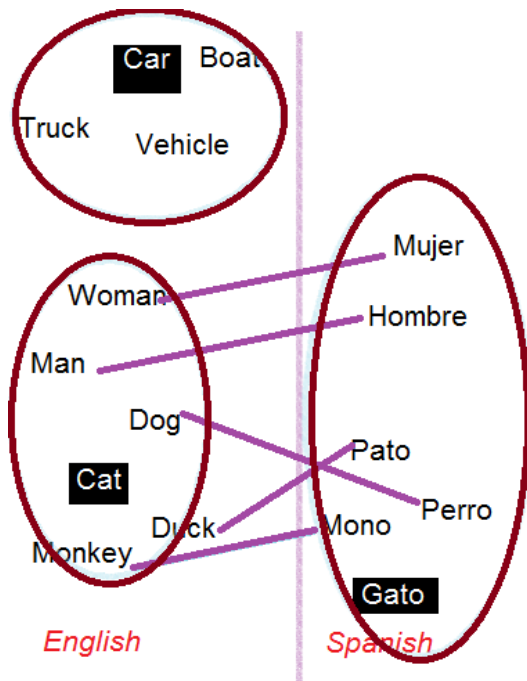 Car
Boat
Truck
Vehicle
Woman
Man
Dog
Cat
Duck
Monkey
English
Mujer
Hombre
Pato
Perro
Mono
Gato
Spanish